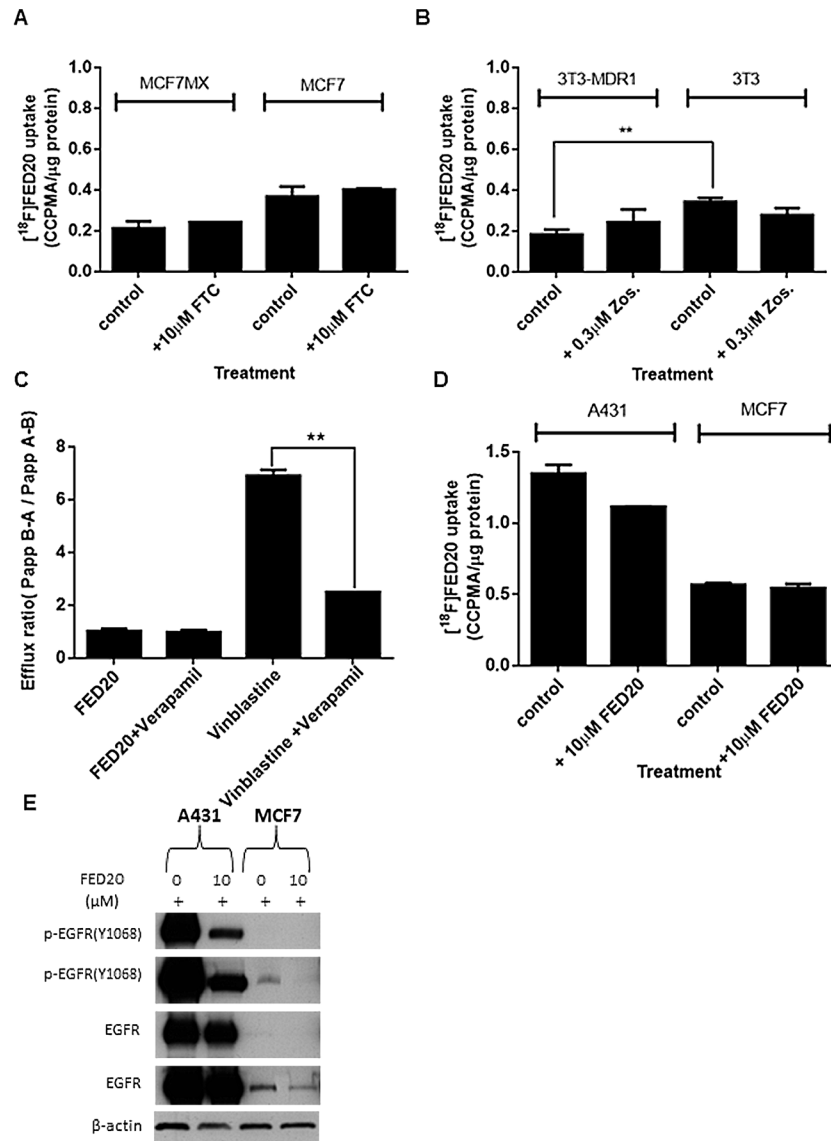 A
[18F]FED20 uptake
(CCPMA/µg protein)
1.0
0.8
0.6
0.4
0.2
0.0
MCF7MX
MCF7
control
+10µM FTC
control
+10µM FTC
Treatment
B
[18F]FED20 uptake
(CCPMA/µg protein)
1.0
0.8
0.6
0.4
0.2
0.0
3T3-MDR1
3T3
**
control
+ 0.3µM Zos.
control
+ 0.3µM Zos.
Treatment
C
Efflux ratio( Papp B-A / Papp A-B)
8
6
4
2
0
**
FED20
FED20+Verapamil
Vinblastine
Vinblastine +Verapamil
D
[18F]FED20 uptake
(CCPMA/µg protein)
1.5
1.0
0.5
0.0
A431
MCF7
control
+ 10µM FED20
control
+10µM FED20
Treatment
E
A431 MCF7
FED20 0 10 0 10
(µM) + + + +
p-EGFR(Y1068)
p-EGFR(Y1068)
EGFR
EGFR
β-actin